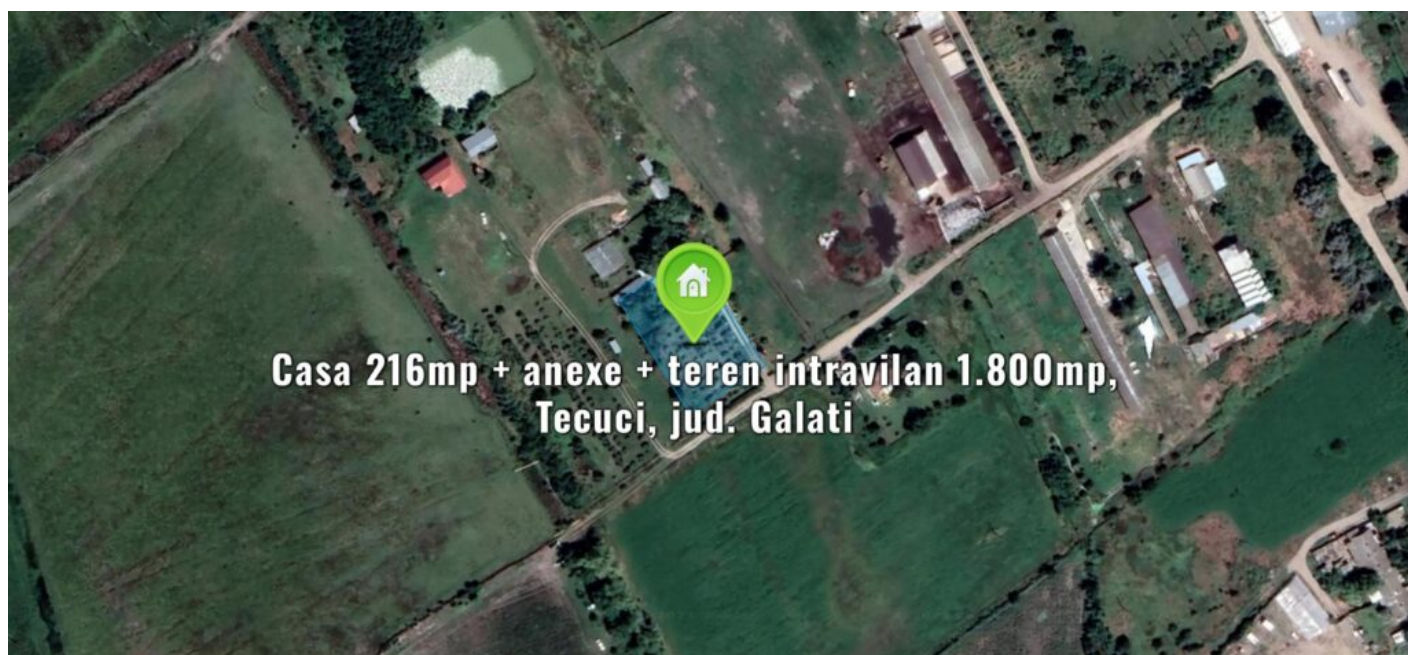 Casa 216mp + anexe + teren intravilan 1.800mp,
Tecuci, jud. Galati